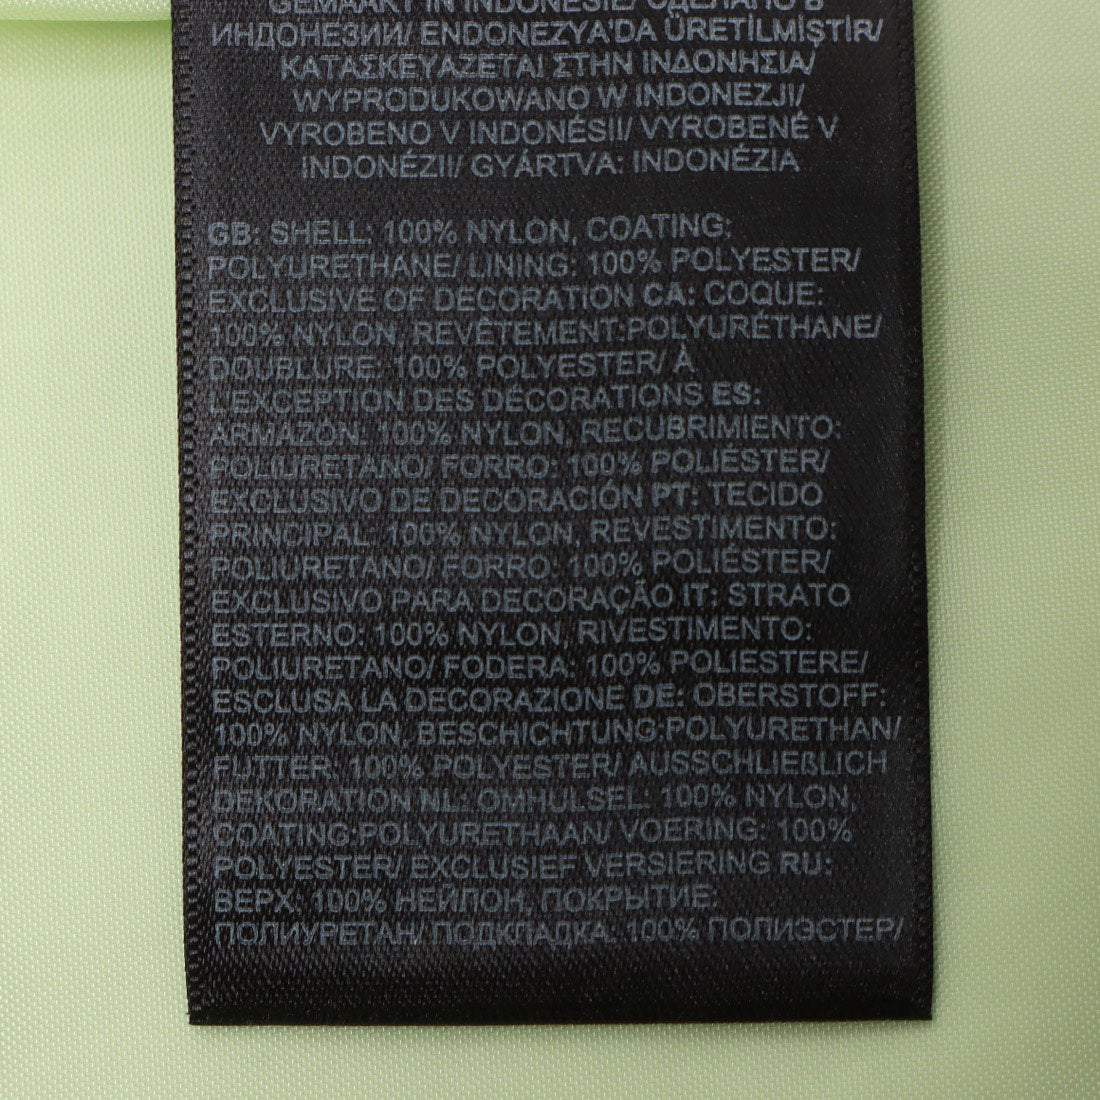 GEMAAKT IN INDONESIË/ СДЕЛАНО В
ИНДОНЕЗИИ/ ENDONEZYA'DA ÜRETİLMİŞTİR/
ΚΑΤΑΣΚΕΥΑΖΕΤΑΙ ΣΤΗΝ ΙΝΔΟΝΗΣΙΑ/
WYPRODUKOWANO W INDONEZJI/
VYROBENO V INDONÉSII/ VYROBENÉ V
INDONÉZII/ GYÁRTVA: INDONÉZIA
GB: SHELL: 100% NYLON, COATING:
POLYURETHANE/ LINING: 100% POLYESTER/
EXCLUSIVE OF DECORATION CA: COQUE:
100% NYLON, REVÊTEMENT:POLYURÉTHANE/
DOUBLURE: 100% POLYESTER/ À
L'EXCEPTION DES DÉCORATIONS ES:
ARMAZÓN: 100% NYLON, RECUBRIMIENTO:
POLIURETANO/ FORRO: 100% POLIÉSTER/
EXCLUSIVO DE DECORACIÓN PT: TECIDO
PRINCIPAL: 100% NYLON, REVESTIMENTO:
POLIURETANO/ FORRO: 100% POLIÉSTER/
EXCLUSIVO PARA DECORAÇÃO IT: STRATO
ESTERNO: 100% NYLON, RIVESTIMENTO:
POLIURETANO/ FODERA: 100% POLIESTERE/
ESCLUSA LA DECORAZIONE DE: OBERSTOFF:
100% NYLON, BESCHICHTUNG:POLYURETHAN/
FUTTER: 100% POLYESTER/ AUSSCHLIEßLICH
DEKORATION NL: OMHULSEL: 100% NYLON,
COATING:POLYURETHAAN/ VOERING: 100%
POLYESTER/ EXCLUSIEF VERSIERING RU:
ВЕРХ: 100% НЕЙЛОН, ПОКРЫТИЕ:
ПОЛИУРЕТАН/ ПОДКЛАДКА: 100% ПОЛИЭСТЕР/